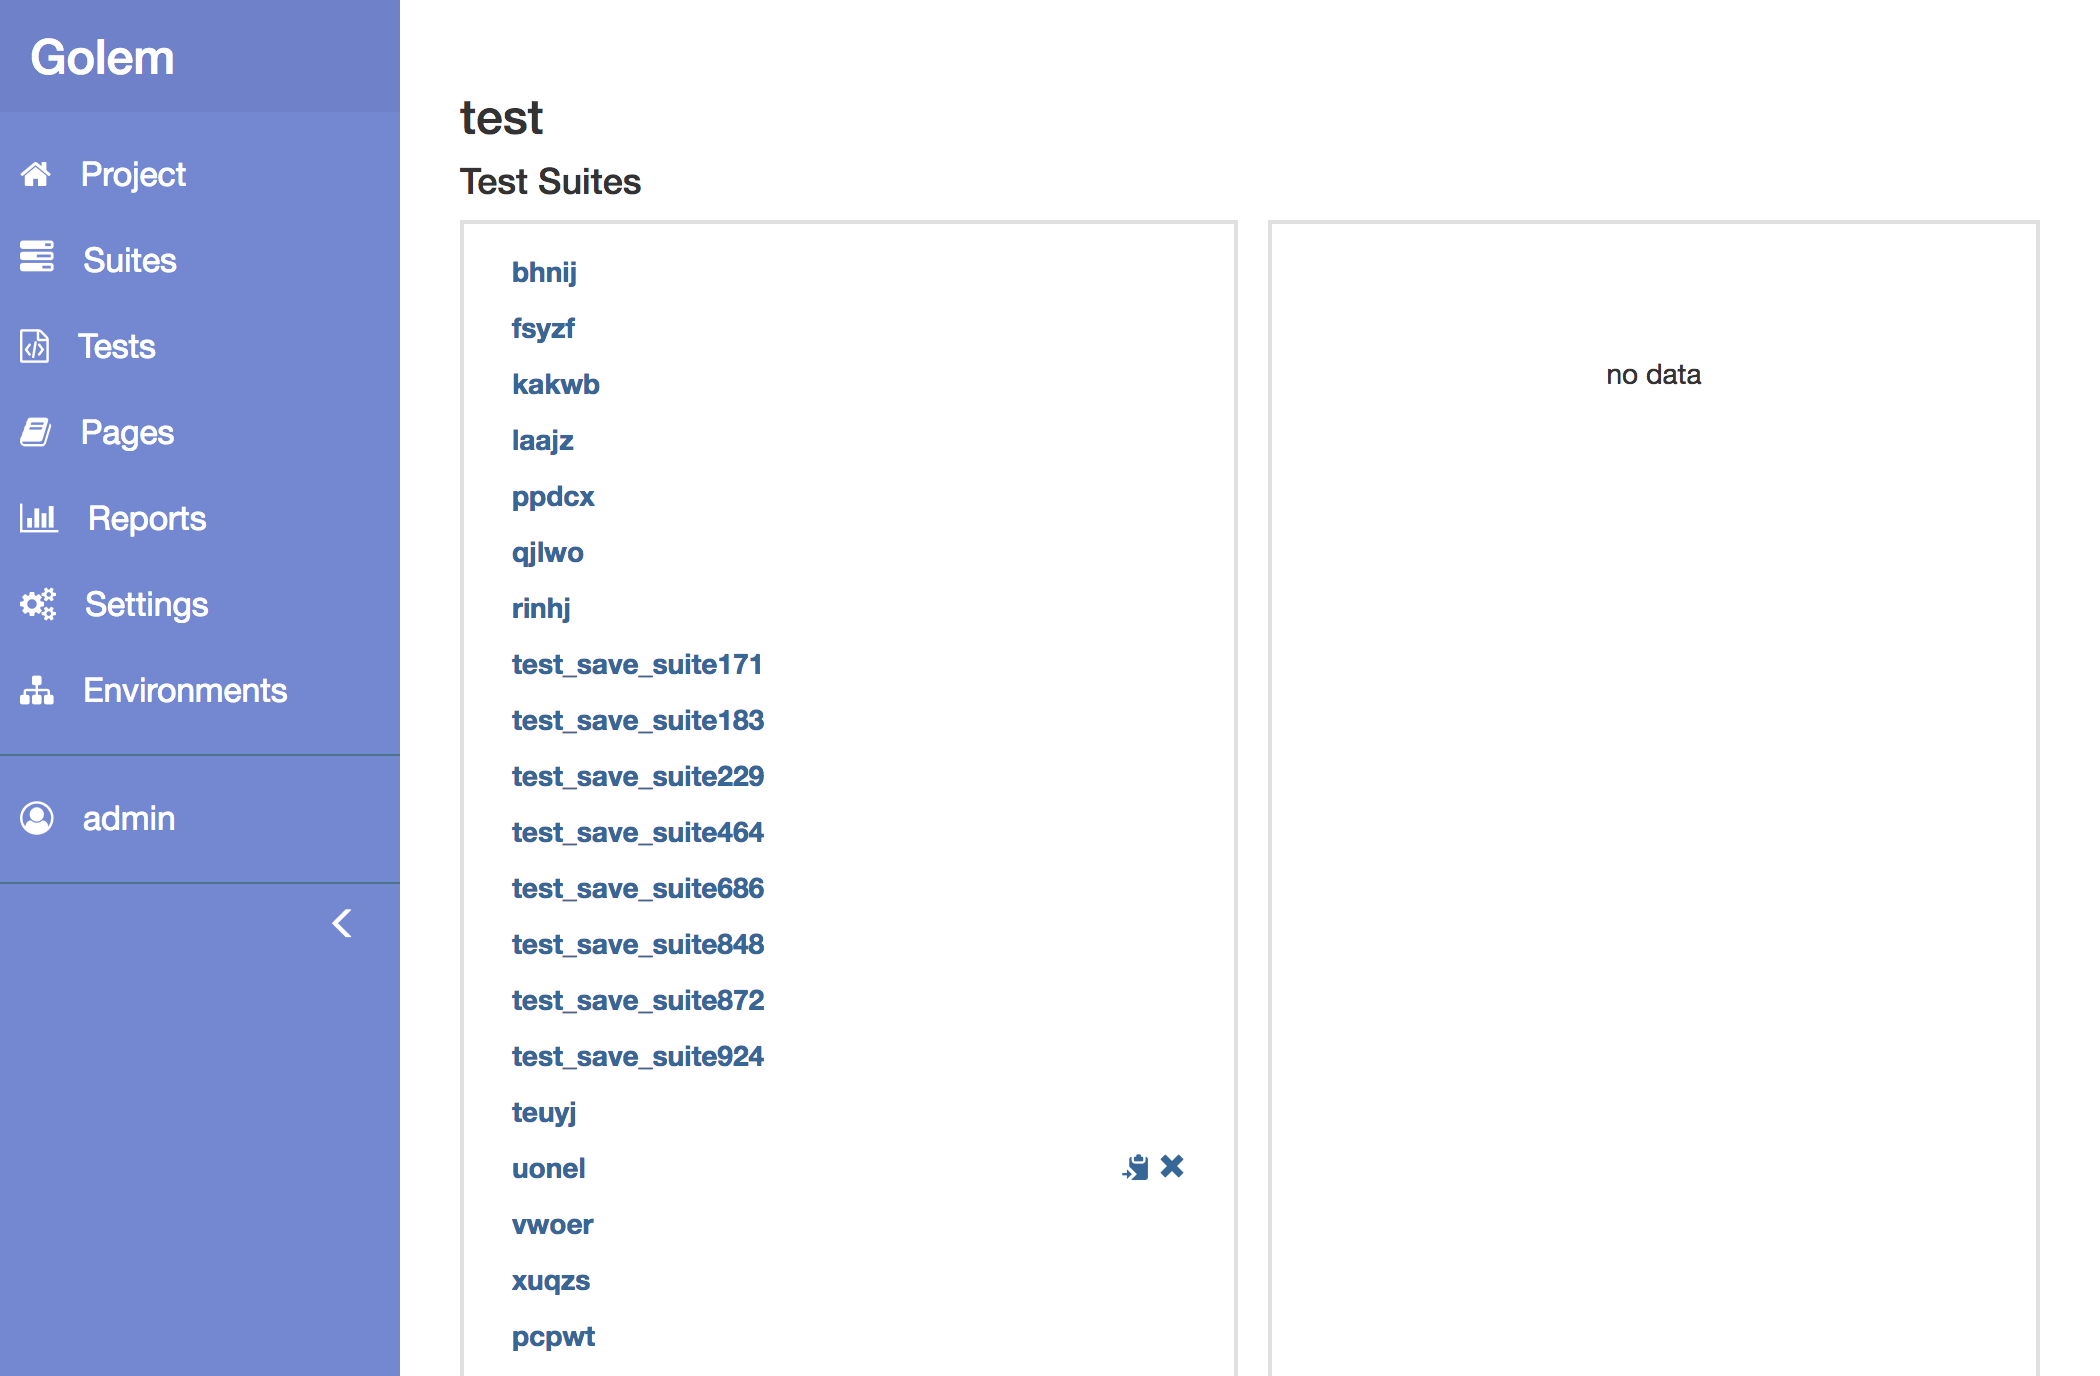 Golem
Project
Suites
Tests
Pages
Reports
Settings
Environments
admin
test
Test Suites
bhnij
fsyzf
kakwb
laajz
ppdcx
qjlwo
rinhj
test_save_suite171
test_save_suite183
test_save_suite229
test_save_suite464
test_save_suite686
test_save_suite848
test_save_suite872
test_save_suite924
teuyj
uonel
vwoer
xuqzs
pcpwt
no data